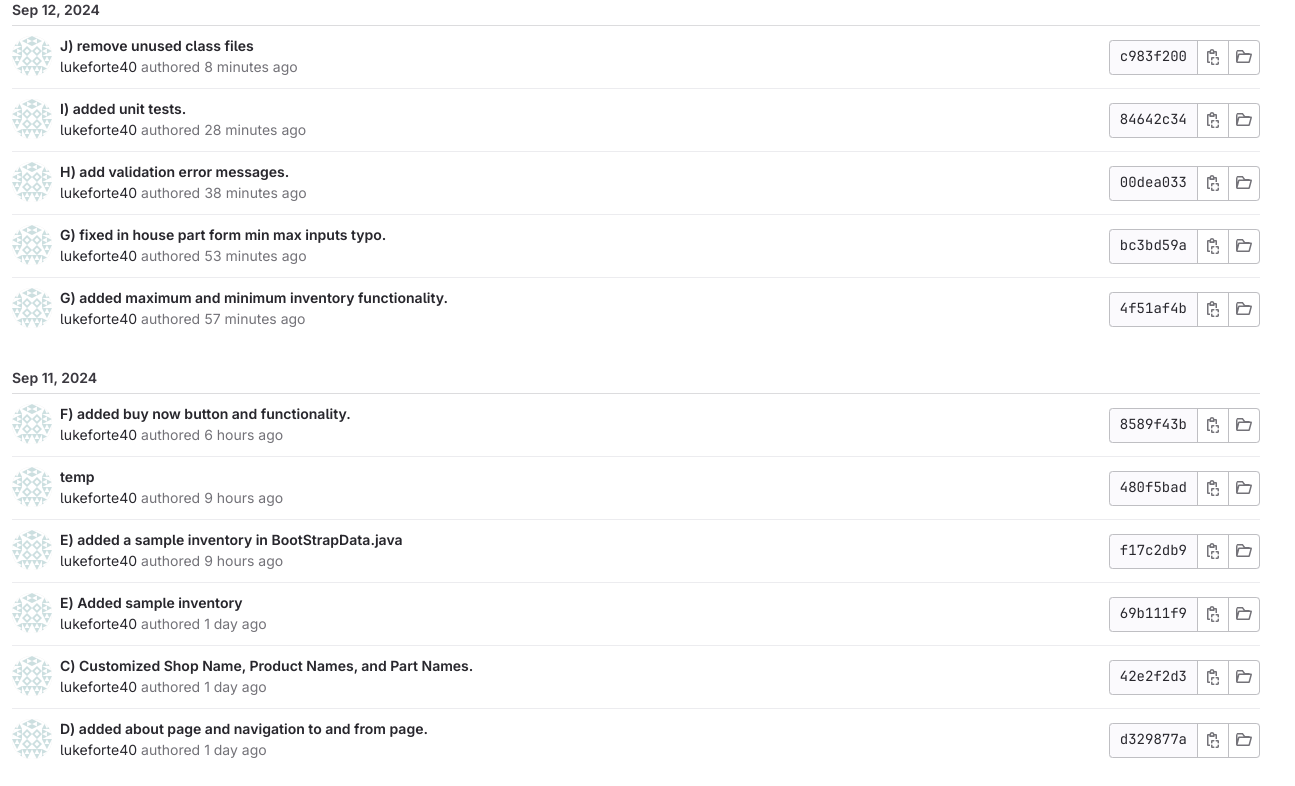 Sep 12, 2024
J) remove unused class files
lukeforte40 authored 8 minutes ago
c983f200
I) added unit tests.
lukeforte40 authored 28 minutes ago
84642c34
H) add validation error messages.
lukeforte40 authored 38 minutes ago
00dea033
G) fixed in house part form min max inputs typo.
lukeforte40 authored 53 minutes ago
bc3bd59a
G) added maximum and minimum inventory functionality.
lukeforte40 authored 57 minutes ago
4f51af4b
Sep 11, 2024
F) added buy now button and functionality.
lukeforte40 authored 6 hours ago
8589f43b
temp
lukeforte40 authored 9 hours ago
480f5bad
E) added a sample inventory in BootStrapData.java
lukeforte40 authored 9 hours ago
f17c2db9
E) Added sample inventory
lukeforte40 authored 1 day ago
69b111f9
C) Customized Shop Name, Product Names, and Part Names.
lukeforte40 authored 1 day ago
42e2f2d3
D) added about page and navigation to and from page.
lukeforte40 authored 1 day ago
d329877a